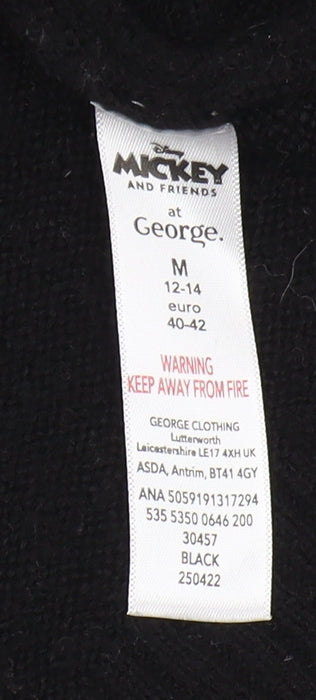 Disney
MICKEY
AND FRIENDS
at
George.
M
12-14
euro
40-42
WARNING
KEEP AWAY FROM FIRE
GEORGE CLOTHING
Lutterworth
Leicestershire LE17 4XH UK
ASDA, Antrim, BT41 4GY
ANA 5059191317294
535 5350 0646 200
30457
BLACK
250422